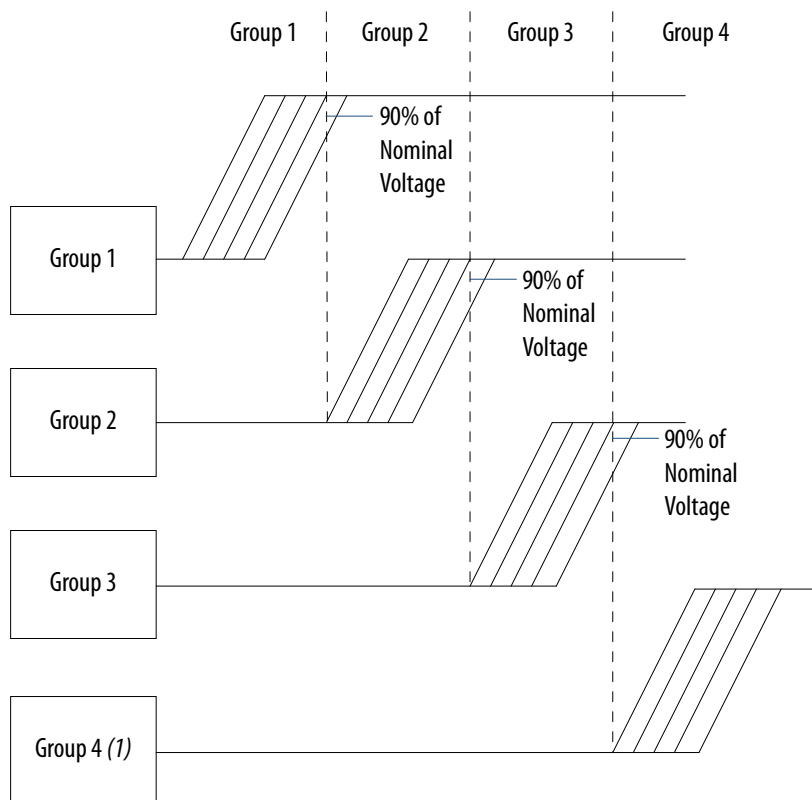 Group 1
Group 2
Group 3
Group 4
90% of
Nominal
Voltage
Group 1
90% of
Nominal
Voltage
Group 2
90% of
Nominal
Voltage
Group 3
Group 4 (1)